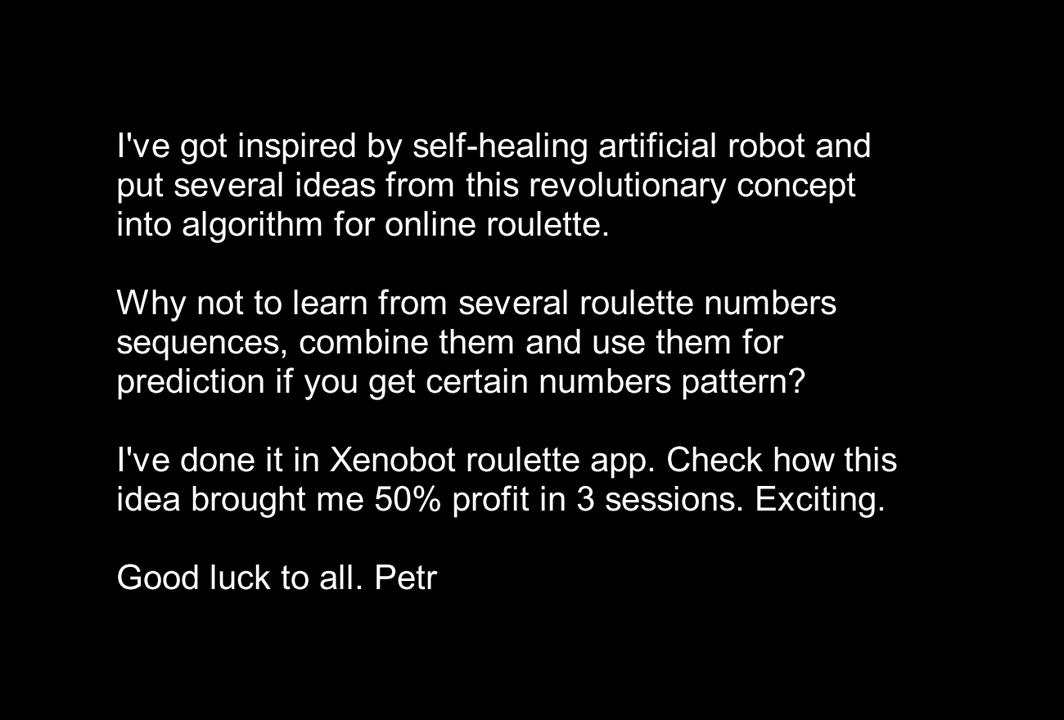 I've got inspired by self-healing artificial robot and
put several ideas from this revolutionary concept
into algorithm for online roulette.
Why not to learn from several roulette numbers
sequences, combine them and use them for
prediction if you get certain numbers pattern?
I've done it in Xenobot roulette app. Check how this
idea brought me 50% profit in 3 sessions. Exciting.
Good luck to all. Petr